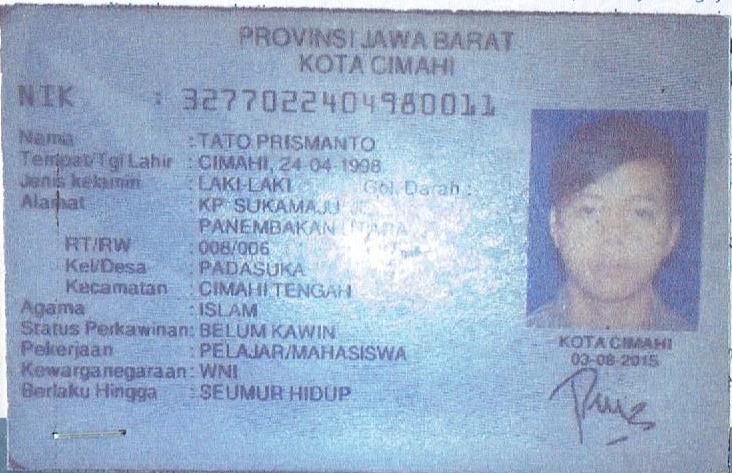 PROVINSI JAWA BARAT
KOTA CIMAHI
NIK : 3277022404980011
Nama : TATO PRISMANTO
Tempat/Tgl Lahir : CIMAHI, 24-04-1998
Jenis kelamin : LAKI-LAKI Gol. Darah :
Alamat : KP. SUKAMAJU
PANEMBAKAN UTARA
RT/RW : 008/006
Kel/Desa : PADASUKA
Kecamatan : CIMAHI TENGAH
Agama : ISLAM
Status Perkawinan: BELUM KAWIN
Pekerjaan : PELAJAR/MAHASISWA
Kewarganegaraan: WNI
Berlaku Hingga : SEUMUR HIDUP
KOTA CIMAHI
03-08-2015